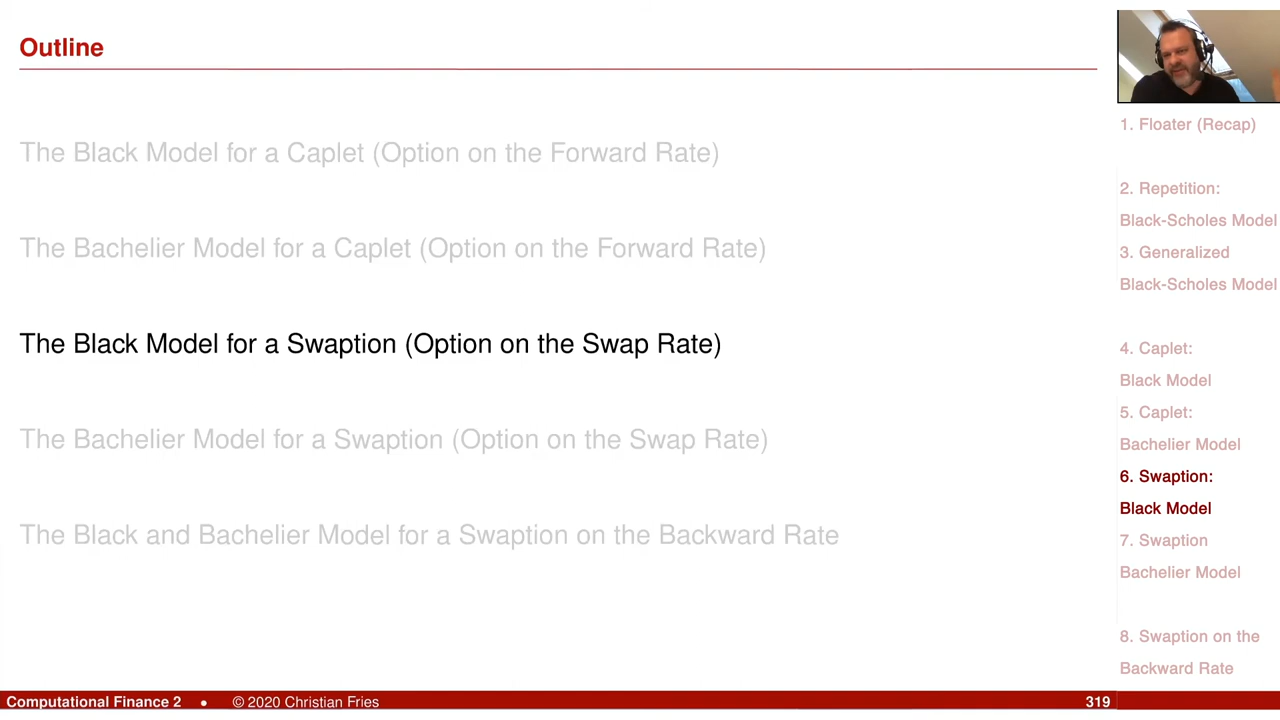 Outline
The Black Model for a Caplet (Option on the Forward Rate)
The Bachelier Model for a Caplet (Option on the Forward Rate)
The Black Model for a Swaption (Option on the Swap Rate)
The Bachelier Model for a Swaption (Option on the Swap Rate)
The Black and Bachelier Model for a Swaption on the Backward Rate
1. Floater (Recap)
2. Repetition:
Black-Scholes Model
3. Generalized
Black-Scholes Model
4. Caplet:
Black Model
5. Caplet:
Bachelier Model
6. Swaption:
Black Model
7. Swaption
Bachelier Model
8. Swaption on the
Backward Rate
Computational Finance 2 • © 2020 Christian Fries 319